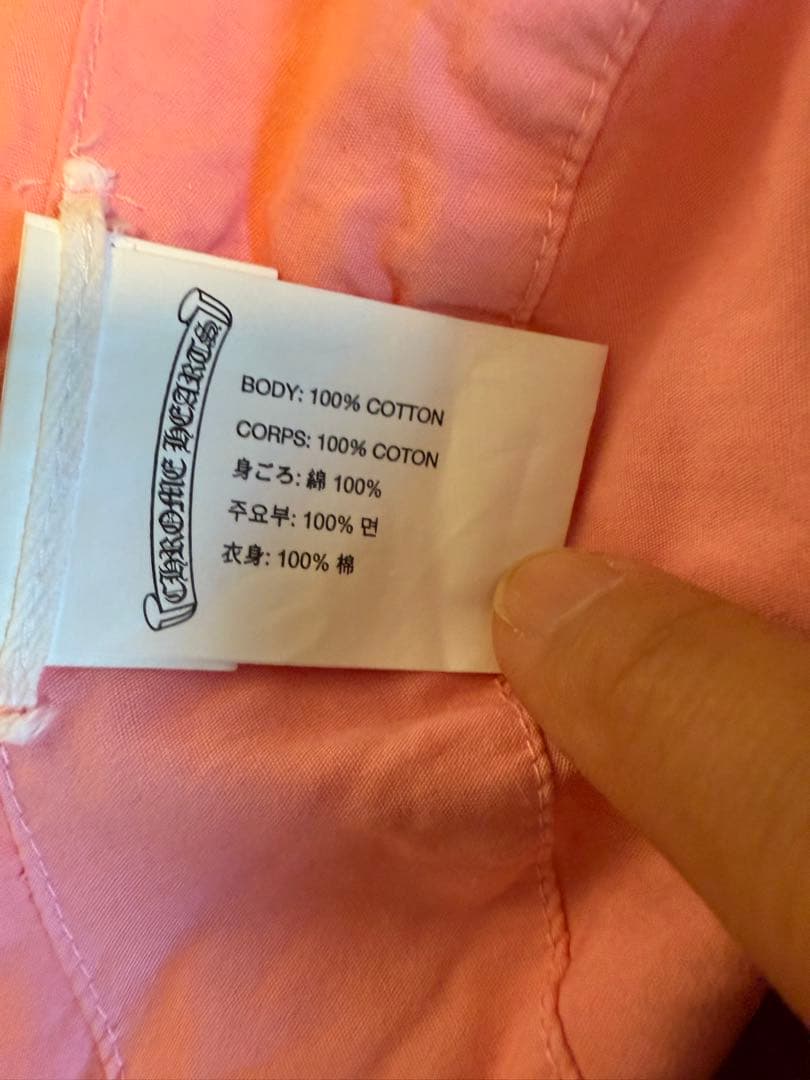 CHROME HEARTS
BODY: 100% COTTON
CORPS: 100% COTON
身ごろ: 綿 100%
주요부: 100% 면
衣身: 100% 棉